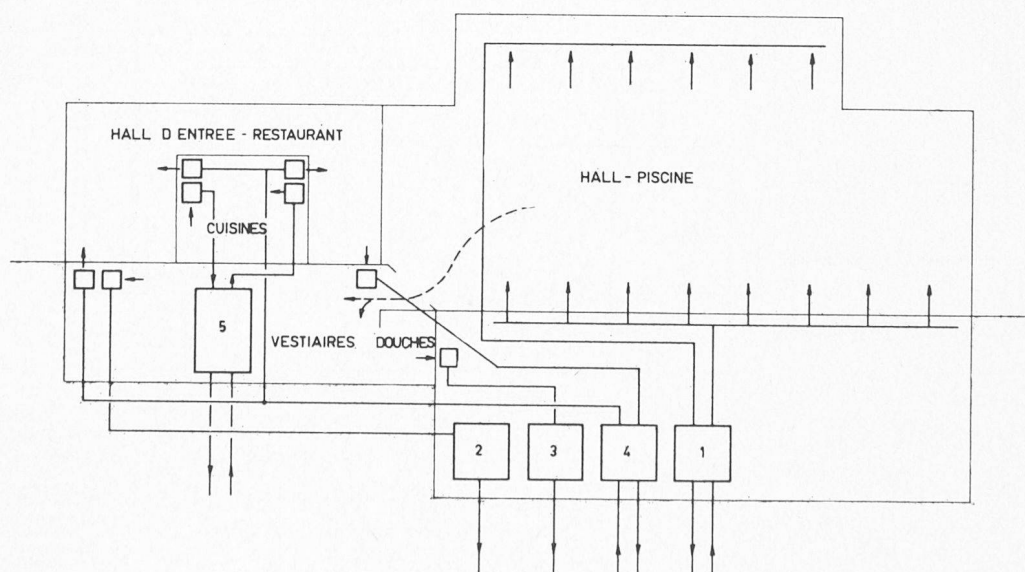 HALL D ENTREE - RESTAURANT
HALL - PISCINE
CUISINES
5
VESTIAIRES
DOUCHES
2
3
4
1